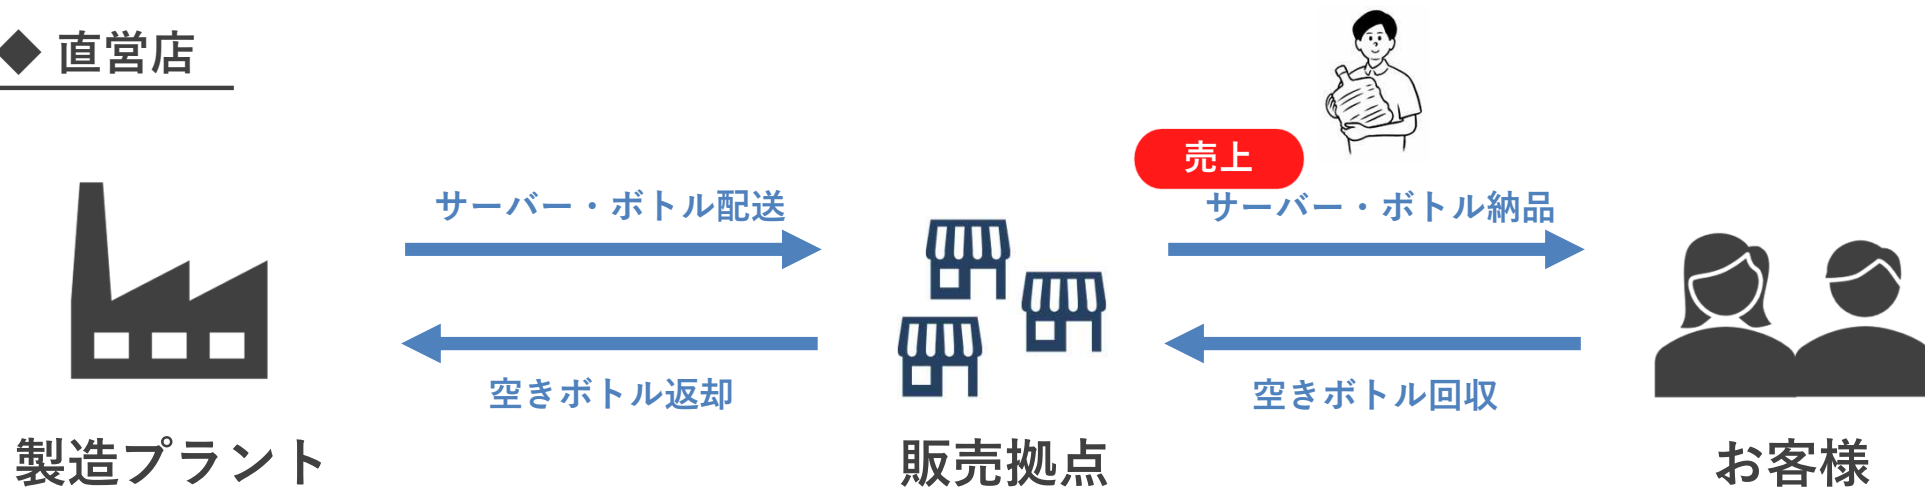 ◆ 直営店
売上
サーバー・ボトル配送
サーバー・ボトル納品
空きボトル返却
空きボトル回収
製造プラント
販売拠点
お客様